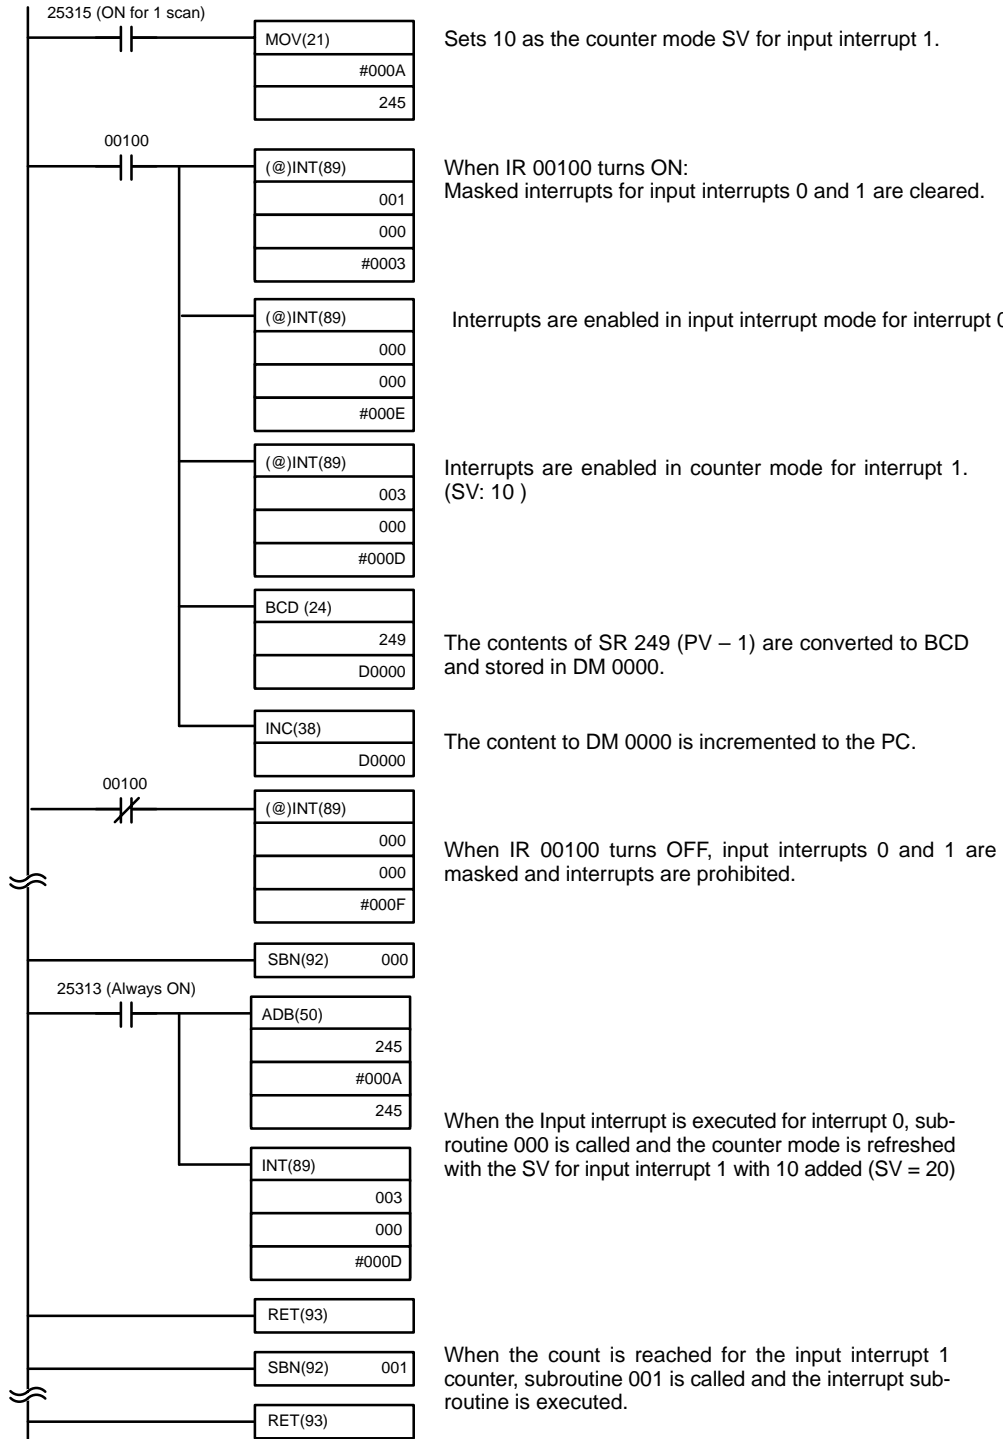 25315 (ON for 1 scan)
MOV(21)
#000A
245
Sets 10 as the counter mode SV for input interrupt 1.
00100
(@)INT(89)
001
000
#0003
When IR 00100 turns ON:
Masked interrupts for input interrupts 0 and 1 are cleared.
(@)INT(89)
000
000
#000E
Interrupts are enabled in input interrupt mode for interrupt 0
(@)INT(89)
003
000
#000D
Interrupts are enabled in counter mode for interrupt 1.
(SV: 10 )
BCD (24)
249
D0000
The contents of SR 249 (PV – 1) are converted to BCD
and stored in DM 0000.
INC(38)
D0000
The content to DM 0000 is incremented to the PC.
00100
(@)INT(89)
000
000
#000F
When IR 00100 turns OFF, input interrupts 0 and 1 are
masked and interrupts are prohibited.
SBN(92) 000
25313 (Always ON)
ADB(50)
245
#000A
245
When the Input interrupt is executed for interrupt 0, sub-
routine 000 is called and the counter mode is refreshed
with the SV for input interrupt 1 with 10 added (SV = 20)
INT(89)
003
000
#000D
RET(93)
SBN(92) 001
When the count is reached for the input interrupt 1
counter, subroutine 001 is called and the interrupt sub-
routine is executed.
RET(93)